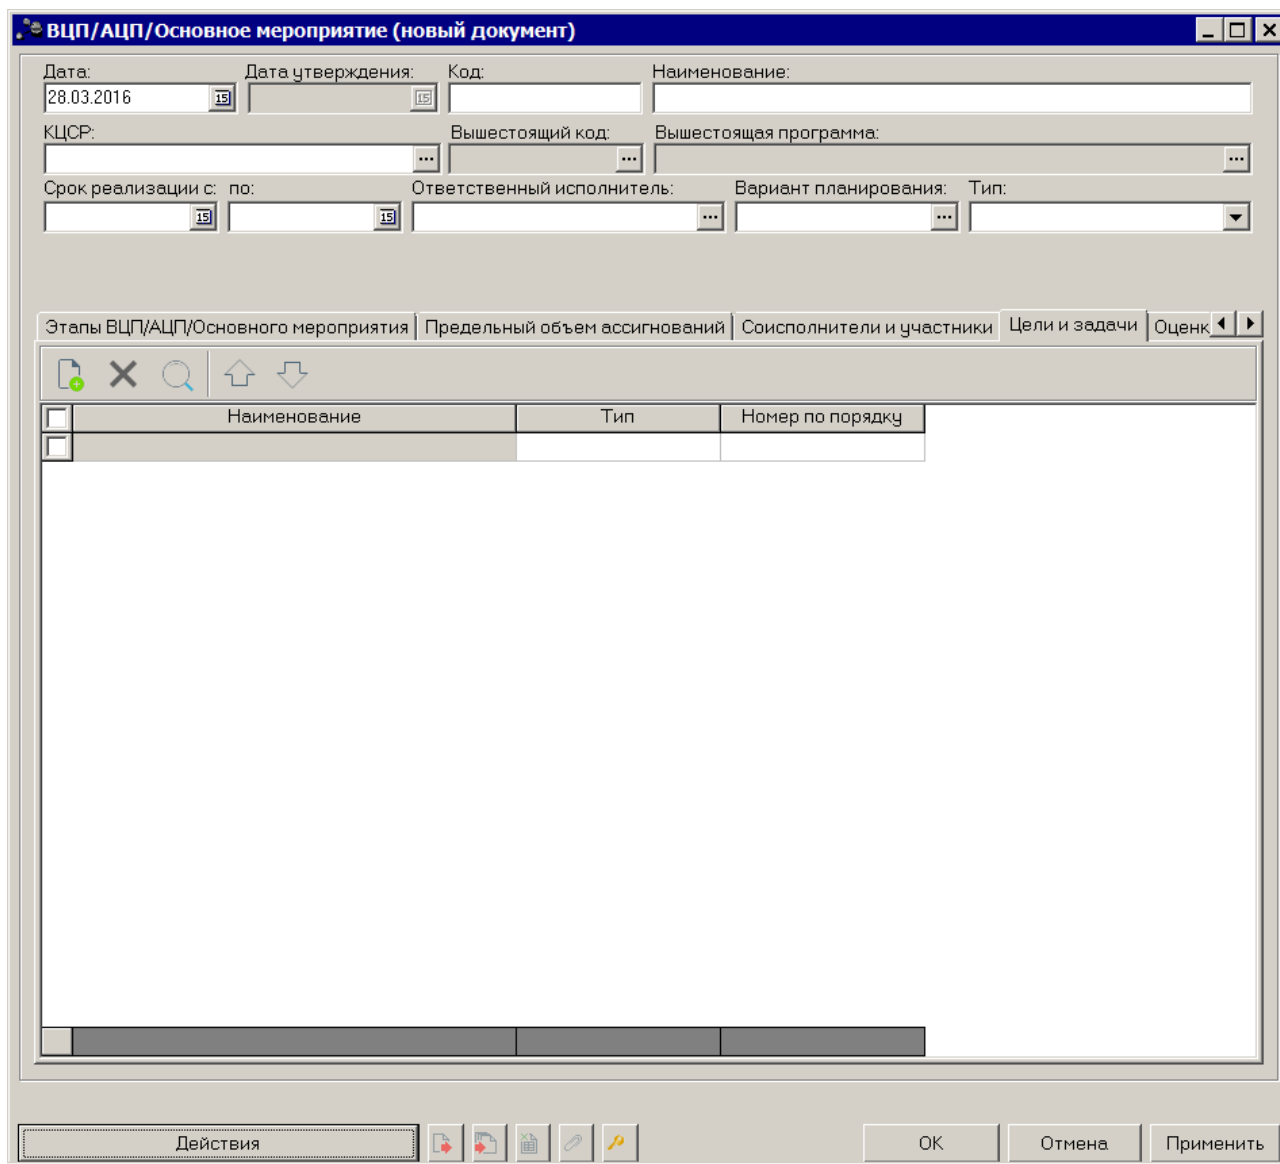 ВЦП/АЦП/Основное мероприятие (новый документ)
Дата: Дата утверждения: Код: Наименование:
28.03.2016
КЦСР: Вышестоящий код: Вышестоящая программа:
Срок реализации с: по: Ответственный исполнитель: Вариант планирования: Тип:
Этапы ВЦП/АЦП/Основного мероприятия Предельный объем ассигнований Соисполнители и участники Цели и задачи Оценк
Наименование Тип Номер по порядку
Действия ОК Отмена Применить